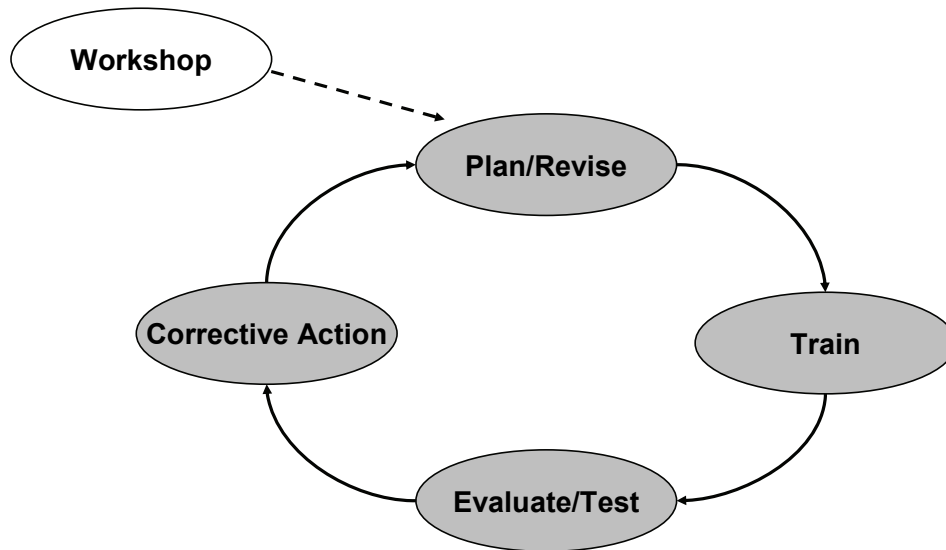 Workshop
Plan/Revise
Corrective Action
Train
Evaluate/Test